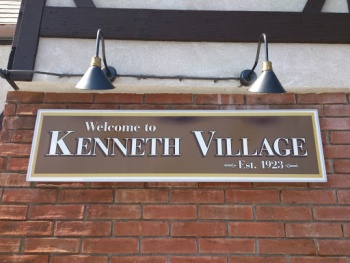 Welcome to
KENNETH VILLAGE
Est. 1923